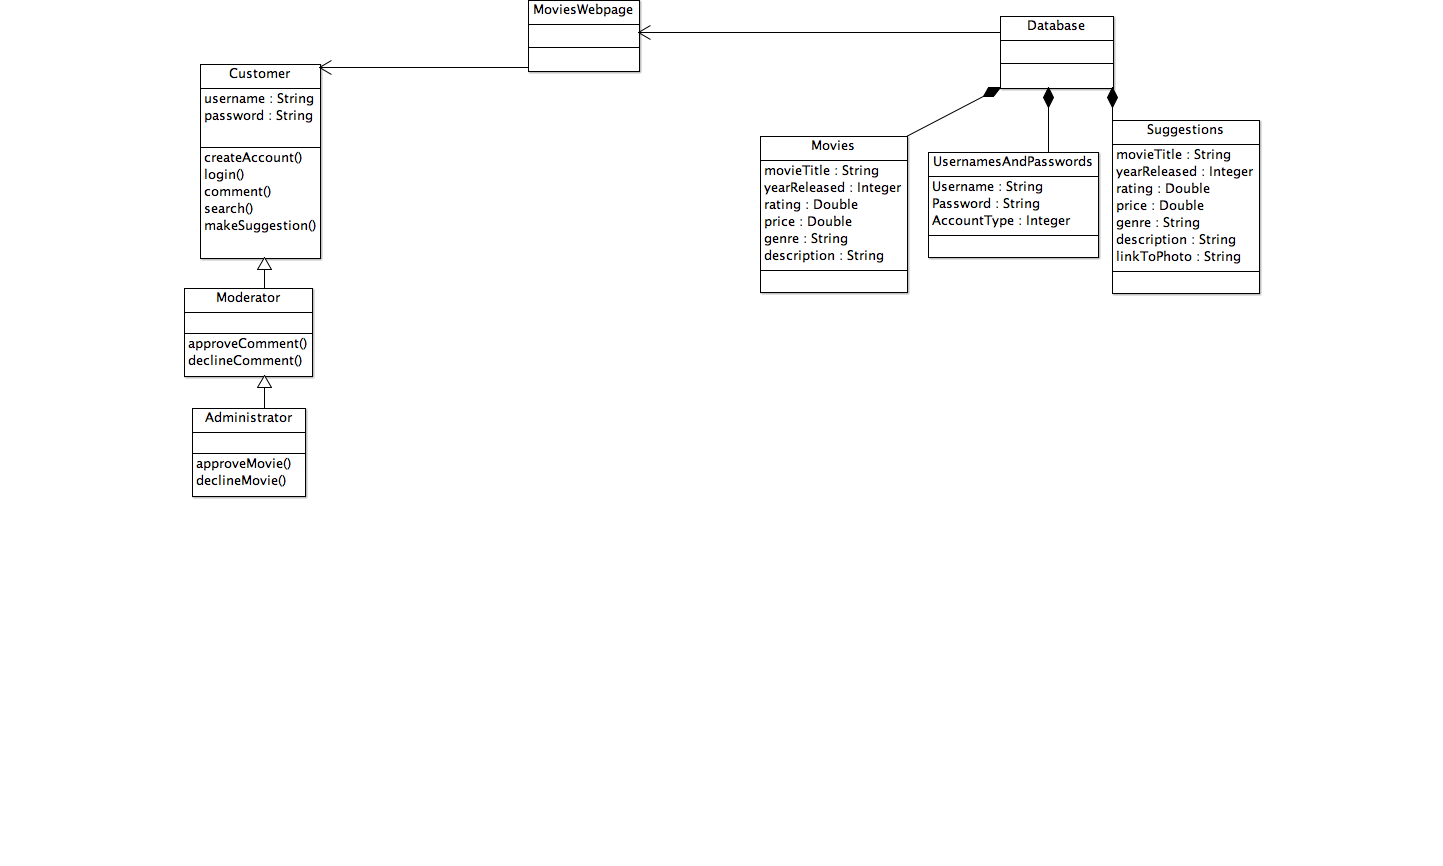 MoviesWebpage
Database
Customer
username : String
password : String
createAccount()
login()
comment()
search()
makeSuggestion()
Moderator
approveComment()
declineComment()
Administrator
approveMovie()
declineMovie()
Movies
movieTitle : String
yearReleased : Integer
rating : Double
price : Double
genre : String
description : String
UsernamesAndPasswords
Username : String
Password : String
AccountType : Integer
Suggestions
movieTitle : String
yearReleased : Integer
rating : Double
price : Double
genre : String
description : String
linkToPhoto : String